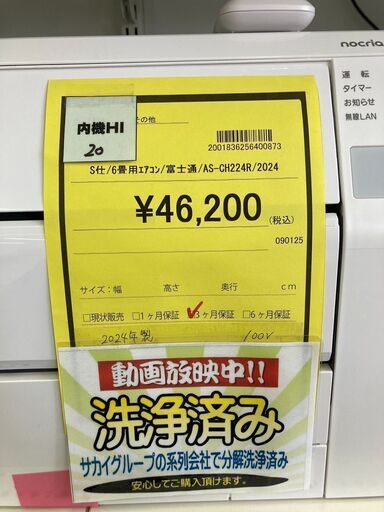 nocria
運転
タイマー
お知らせ
無線LAN
その他
内機HI
20
2001836256400873
S仕/6畳用ｴｱｺﾝ/富士通/AS-CH224R/2024
¥46,200(税込)
090125
サイズ:幅 高さ 奥行 cm
□現状販売 □1ヶ月保証 ☑3ヶ月保証 □6ヶ月保証
2024年製 100V
動画放映中!!
洗浄済み
サカイグループの系列会社で分解洗浄済み
安心してご購入頂けます。